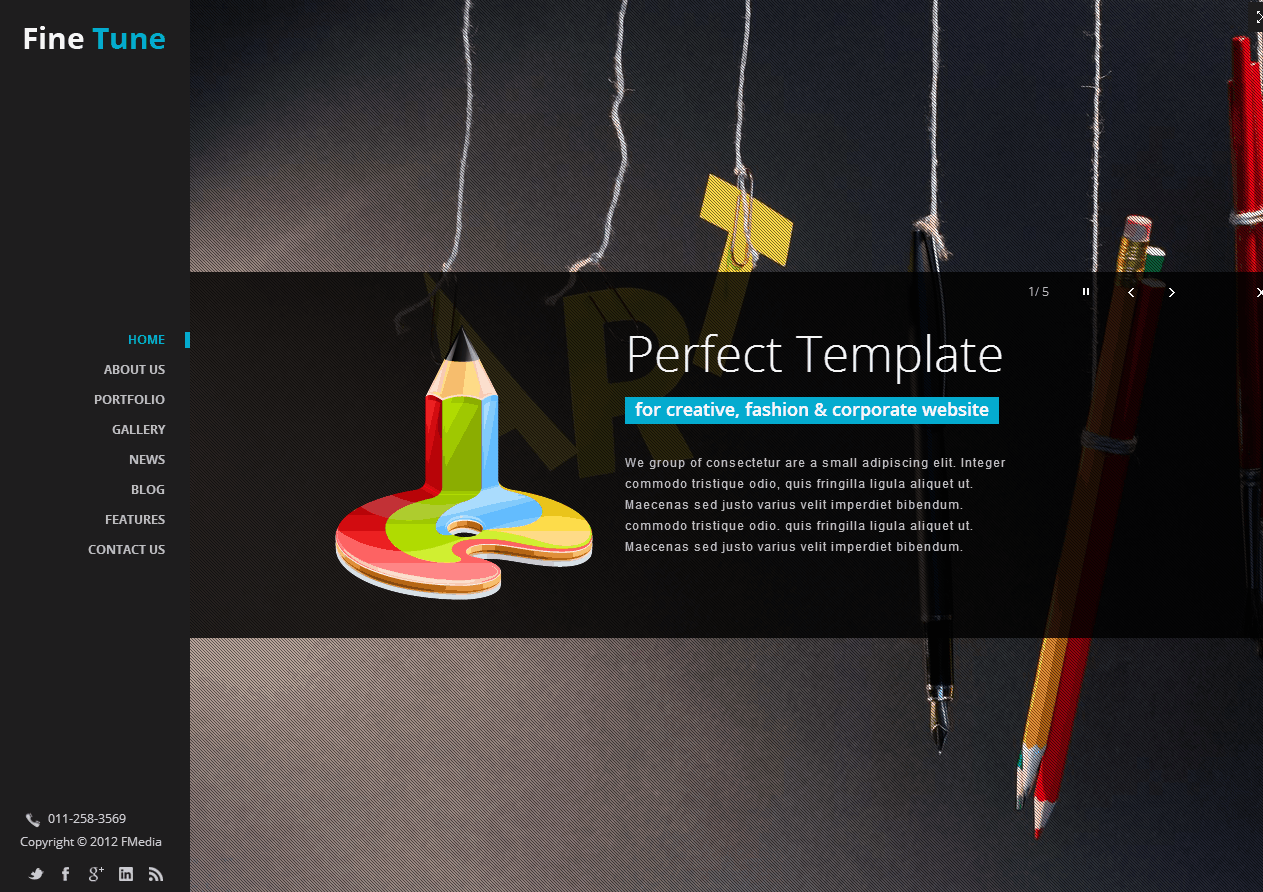 Fine Tune
HOME
ABOUT US
PORTFOLIO
GALLERY
NEWS
BLOG
FEATURES
CONTACT US
011-258-3569
Copyright © 2012 FMedia
ART
1/ 5
Perfect Template
for creative, fashion & corporate website
We group of consectetur are a small adipiscing elit. Integer
commodo tristique odio, quis fringilla ligula aliquet ut.
Maecenas sed justo varius velit imperdiet bibendum.
commodo tristique odio. quis fringilla ligula aliquet ut.
Maecenas sed justo varius velit imperdiet bibendum.